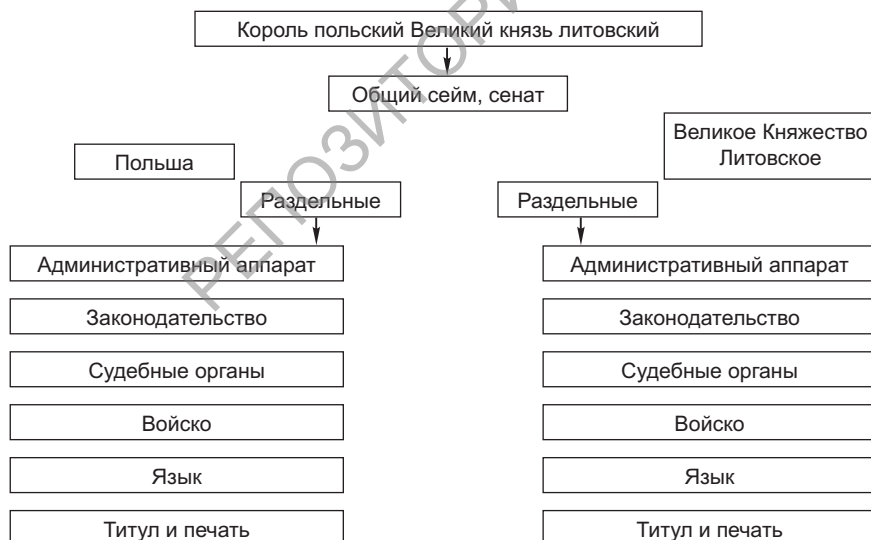 Король польский Великий князь литовский
Общий сейм, сенат
Польша
Великое Княжество
Литовское
Раздельные
Раздельные
Административный аппарат
Административный аппарат
Законодательство
Законодательство
Судебные органы
Судебные органы
Войско
Войско
Язык
Язык
Титул и печать
Титул и печать